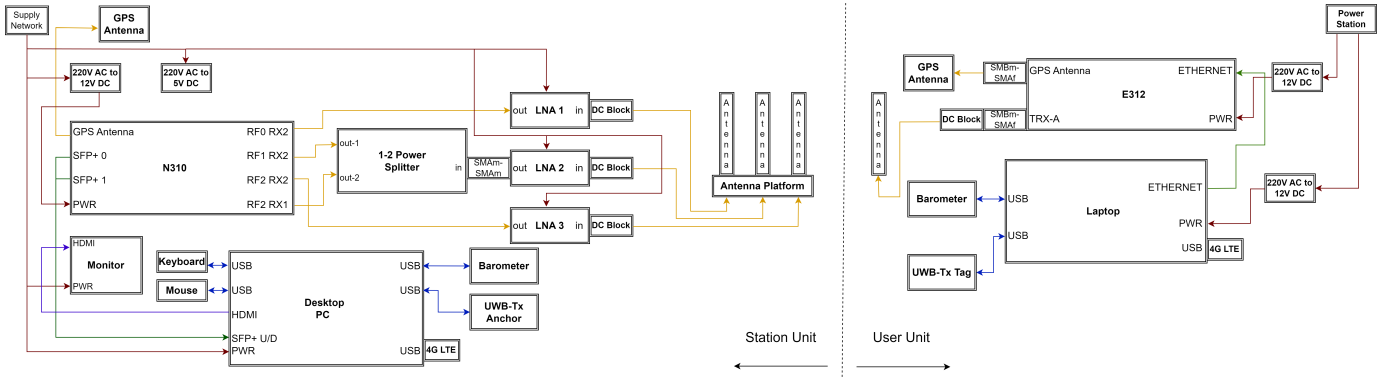 Supply
Network
GPS
Antenna
220V AC to
12V DC
220V AC to
5V DC
GPS Antenna
SFP+ 0
SFP+ 1
PWR
N310
RF0 RX2
RF1 RX2
RF2 RX2
RF2 RX1
out-1
out-2
1-2 Power
Splitter
in
SMAm-
SMAm
out
LNA 1
in
DC Block
out
LNA 2
in
DC Block
out
LNA 3
in
DC Block
Antenna
Antenna
Antenna
Antenna Platform
HDMI
Monitor
PWR
Keyboard
Mouse
USB
USB
HDMI
SFP+ U/D
PWR
Desktop
PC
USB
USB
USB
Barometer
UWB-Tx
Anchor
4G LTE
Station Unit
User Unit
Power
Station
GPS
Antenna
SMBm-
SMAf
GPS Antenna
ETHERNET
E312
TRX-A
PWR
220V AC to
12V DC
Antenna
DC Block
SMBm-
SMAf
Barometer
UWB-Tx Tag
USB
USB
Laptop
ETHERNET
PWR
USB
4G LTE
220V AC to
12V DC